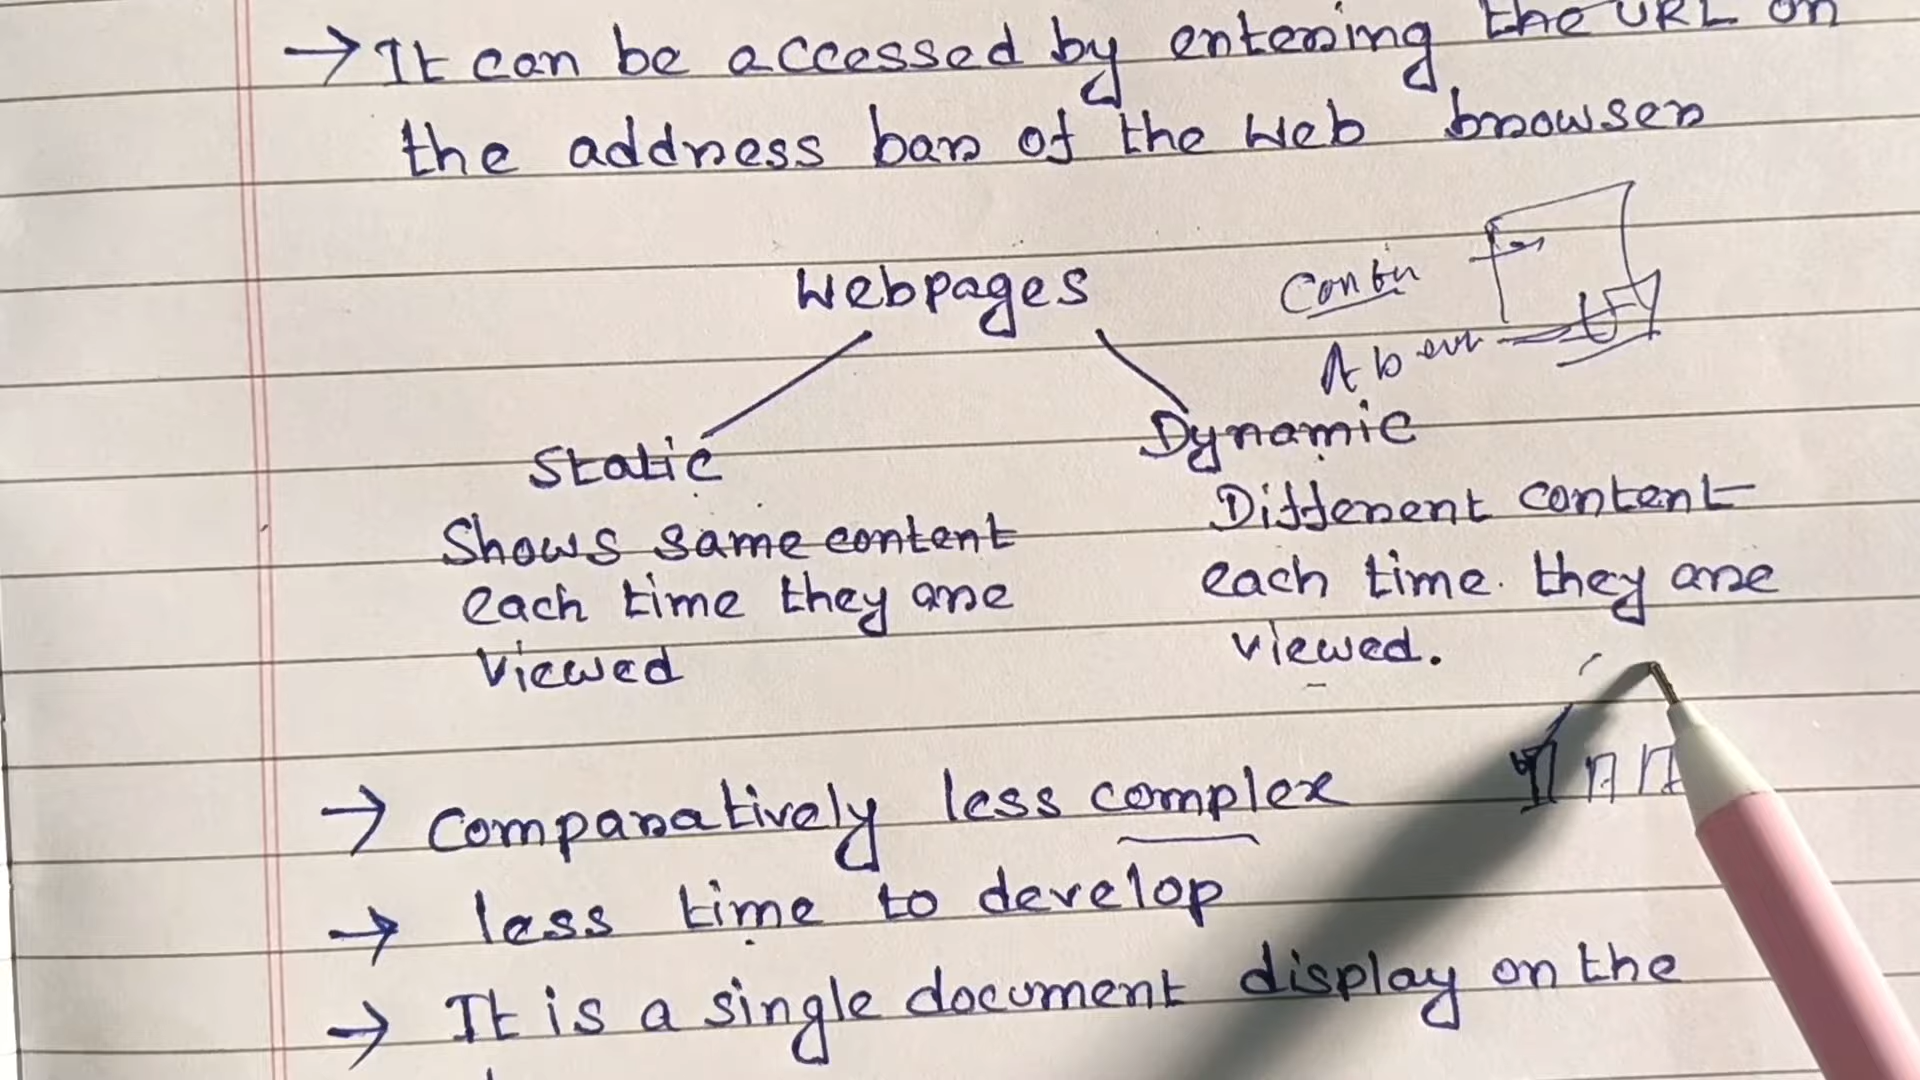 → It can be accessed by entering the URL on
the address bar of the Web browser
Webpages
Static
Shows same content
each time they are
viewed
Dynamic
Different content
each time. they are
viewed.
→ Comparatively less complex
→ less time to develop
→ It is a single document display on the